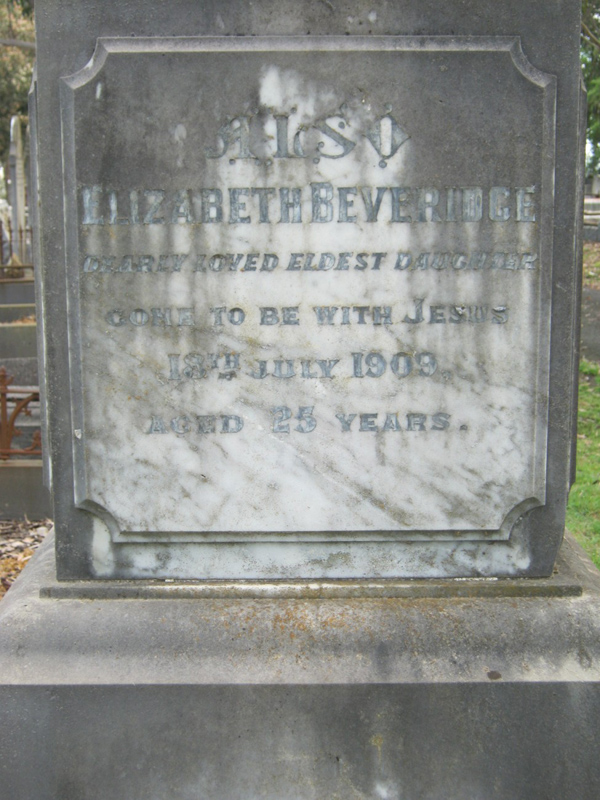 ALSO
ELIZABETH BEVERIDGE
DEARLY LOVED ELDEST DAUGHTER
GONE TO BE WITH JESUS
18TH JULY 1909.
AGED 25 YEARS.